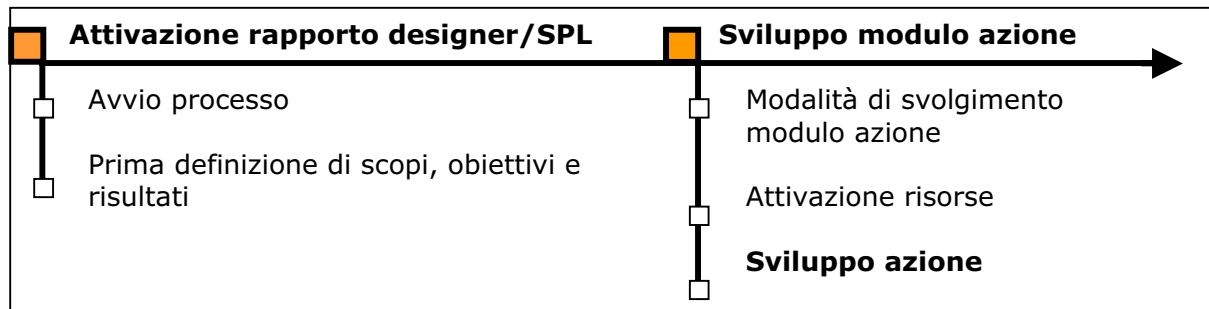 Attivazione rapporto designer/SPL
Sviluppo modulo azione
Avvio processo
Prima definizione di scopi, obiettivi e
risultati
Modalità di svolgimento
modulo azione
Attivazione risorse
Sviluppo azione